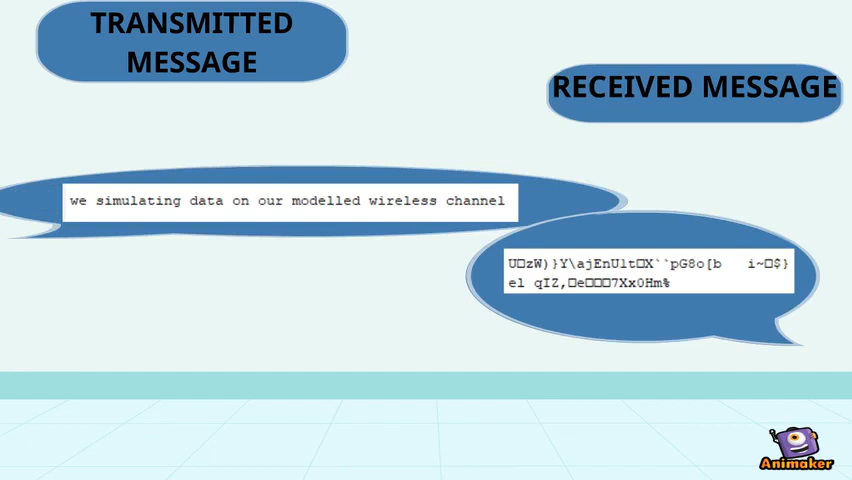 TRANSMITTED
MESSAGE
RECEIVED MESSAGE
we simulating data on our modelled wireless channel
U□zW)}Y\ajEnUlt□X``pG8o[b   i~□$}
el qIZ,□e□□□7Xx0Hm%
Animaker